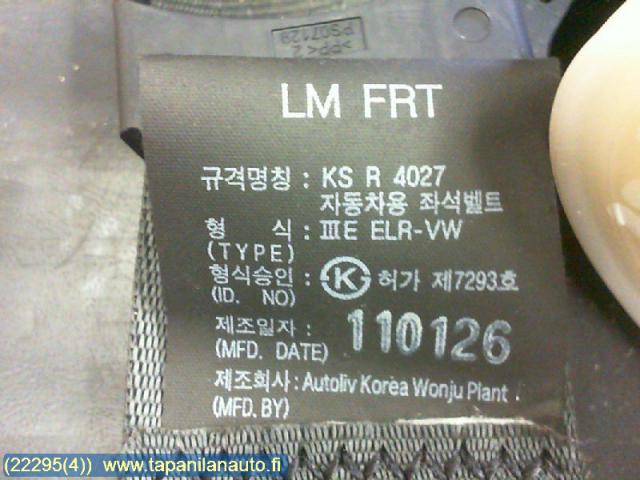 >PP<2
PS07129
LM FRT
규격명칭 : KS R 4027
자동차용 좌석벨트
형 식 : ⅢE ELR-VW
(TYPE)
형식승인 : K 허가 제7293호
(ID. NO)
제조일자 : 110126
(MFD. DATE)
제조회사 : Autoliv Korea Wonju Plant .
(MFD.BY)
(22295(4)) www.tapanilanauto.fi